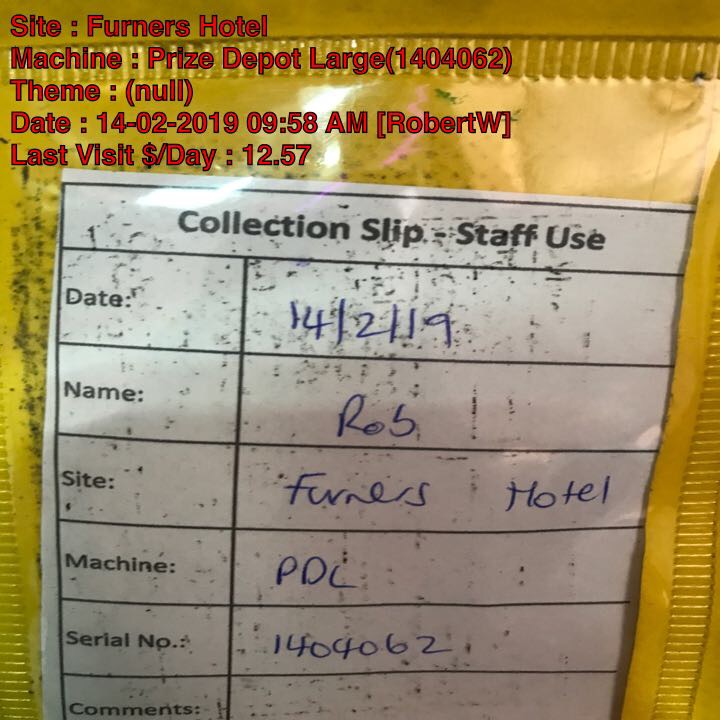 Site : Furners Hotel
Machine : Prize Depot Large(1404062)
Theme : (null)
Date : 14-02-2019 09:58 AM [RobertW]
Last Visit $/Day : 12.57
Collection Slip - Staff Use
Date: 14/2/19
Name: Rob
Site: Furners Hotel
Machine: PDL
Serial No.: 1404062
Comments: